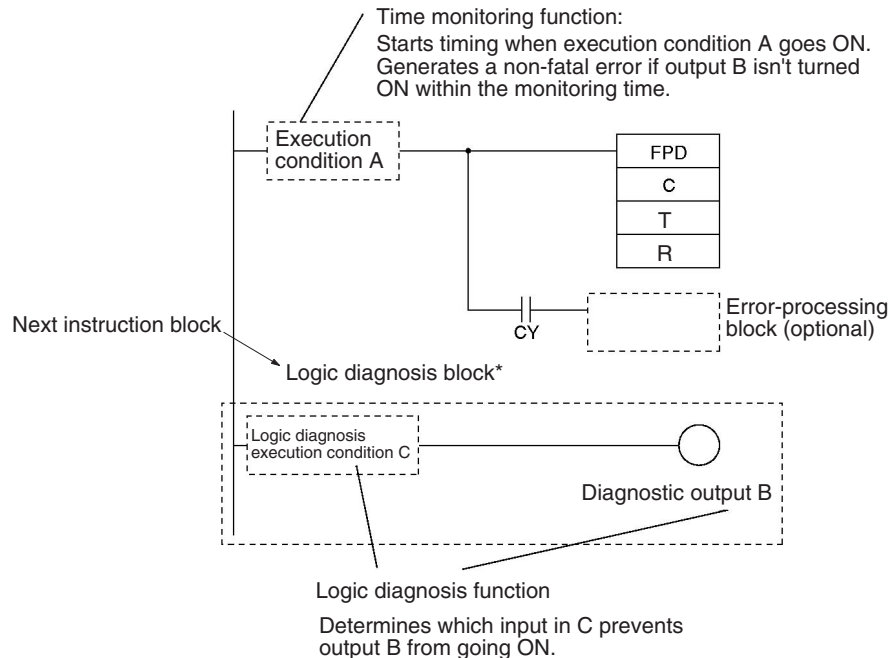 Time monitoring function:
Starts timing when execution condition A goes ON.
Generates a non-fatal error if output B isn't turned
ON within the monitoring time.
Execution
condition A
FPD
C
T
R
CY
Error-processing
block (optional)
Next instruction block
Logic diagnosis block*
Logic diagnosis
execution condition C
Diagnostic output B
Logic diagnosis function
Determines which input in C prevents
output B from going ON.